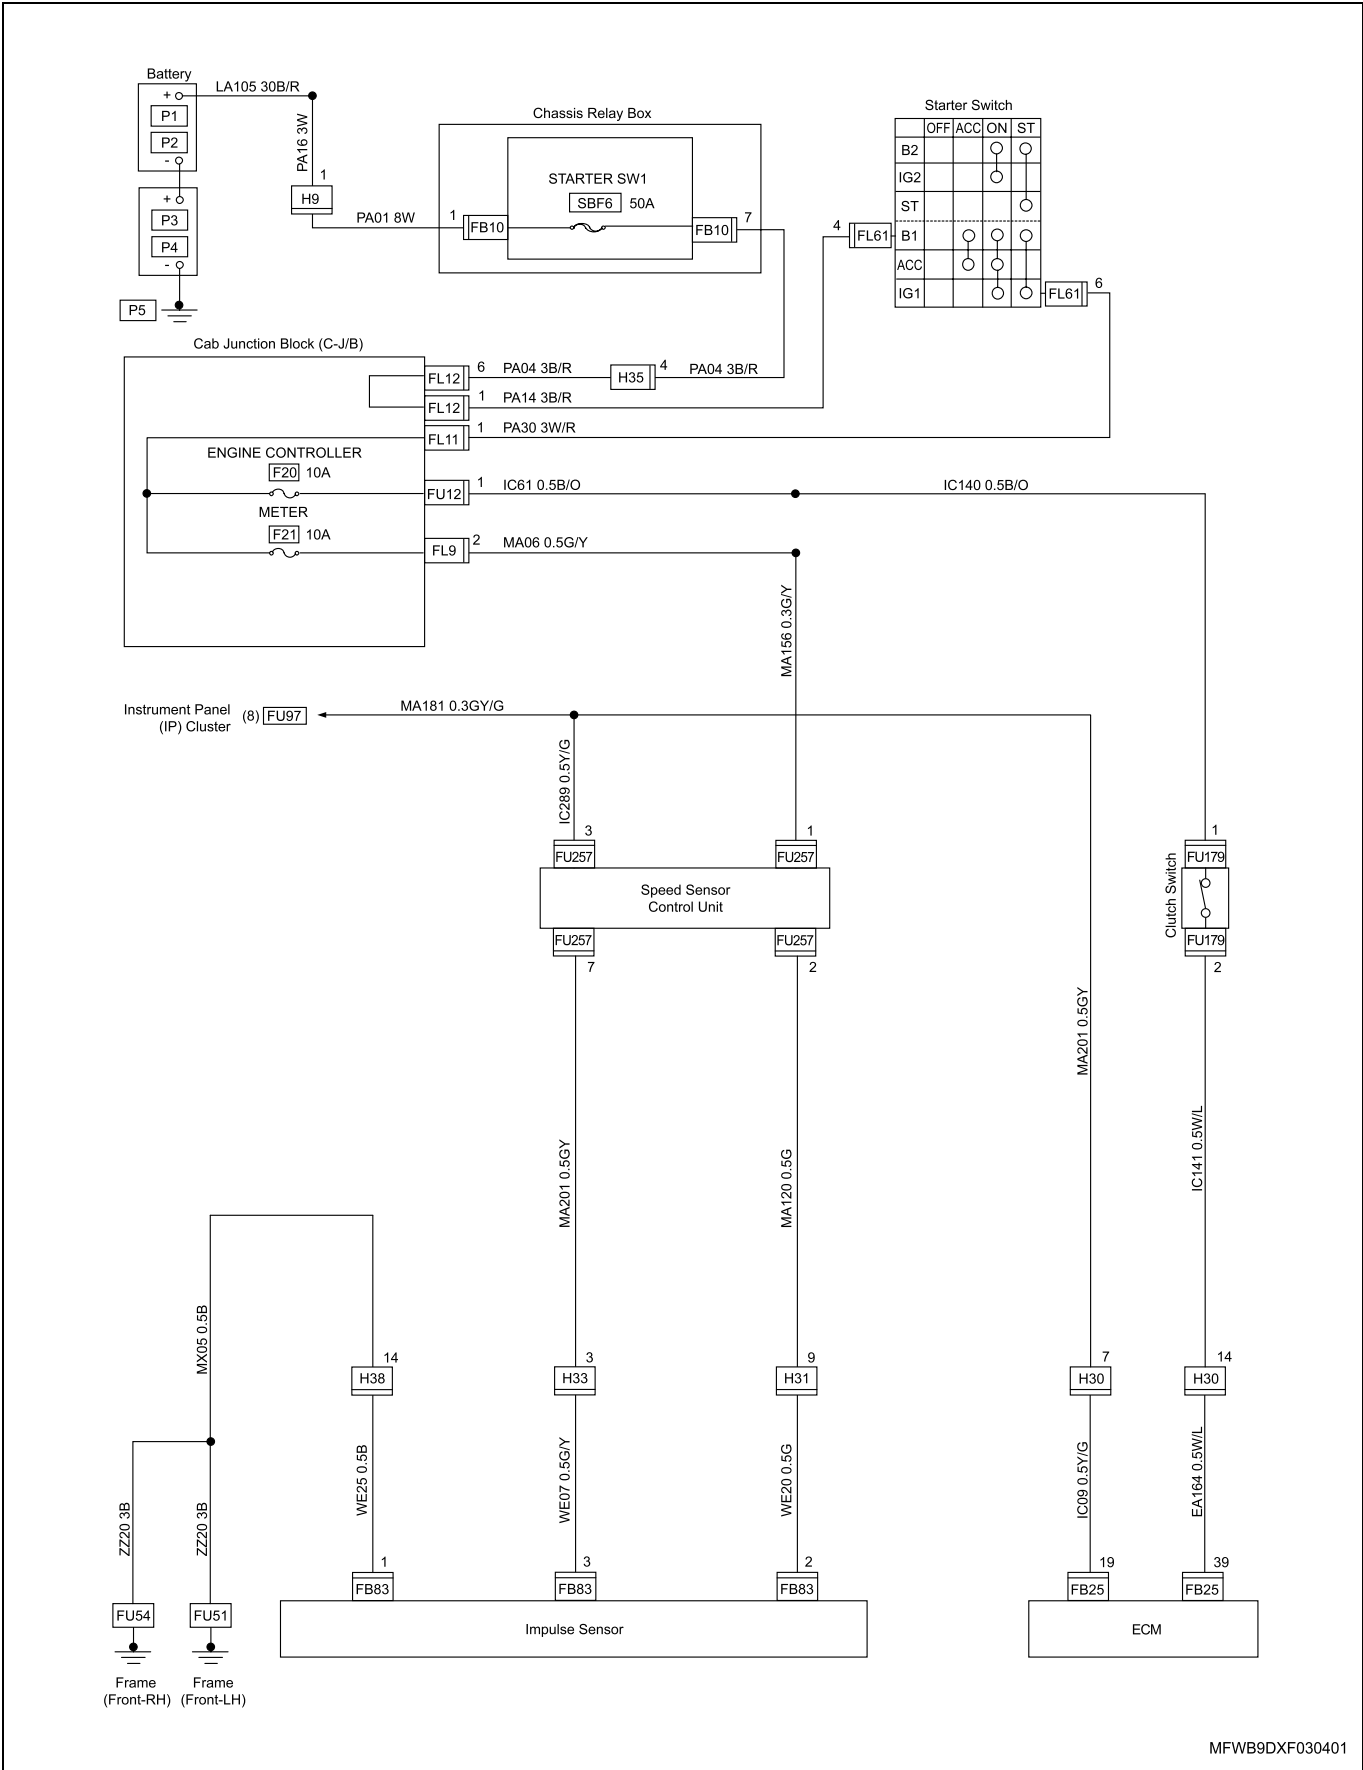 Battery
+
P1
P2
-
+
P3
P4
-
P5
LA105 30B/R
PA16 3W
1
H9
PA01 8W
Chassis Relay Box
STARTER SW1
SBF6 50A
1
FB10
FB10
7
Starter Switch
OFF ACC ON ST
B2
IG2
ST
B1
ACC
IG1
4
FL61
FL61
6
Cab Junction Block (C-J/B)
FL12
6
PA04 3B/R
H35
4
PA04 3B/R
FL12
1
PA14 3B/R
FL11
1
PA30 3W/R
ENGINE CONTROLLER
F20 10A
FU12
1
IC61 0.5B/O
IC140 0.5B/O
METER
F21 10A
FL9
2
MA06 0.5G/Y
MA156 0.3G/Y
Instrument Panel
(IP) Cluster
(8) FU97
MA181 0.3GY/G
IC289 0.5Y/G
3
FU257
1
FU257
Speed Sensor
Control Unit
FU257
7
FU257
2
1
FU179
Clutch Switch
FU179
2
MA201 0.5GY
MA201 0.5GY
MA120 0.5G
IC141 0.5W/L
MX05 0.5B
14
H38
3
H33
9
H31
7
H30
14
H30
ZZ20 3B
ZZ20 3B
WE25 0.5B
WE07 0.5G/Y
WE20 0.5G
IC09 0.5Y/G
EA164 0.5W/L
1
FB83
3
FB83
2
FB83
19
FB25
39
FB25
FU54
FU51
Impulse Sensor
ECM
Frame
(Front-RH)
Frame
(Front-LH)
MFWB9DXF030401